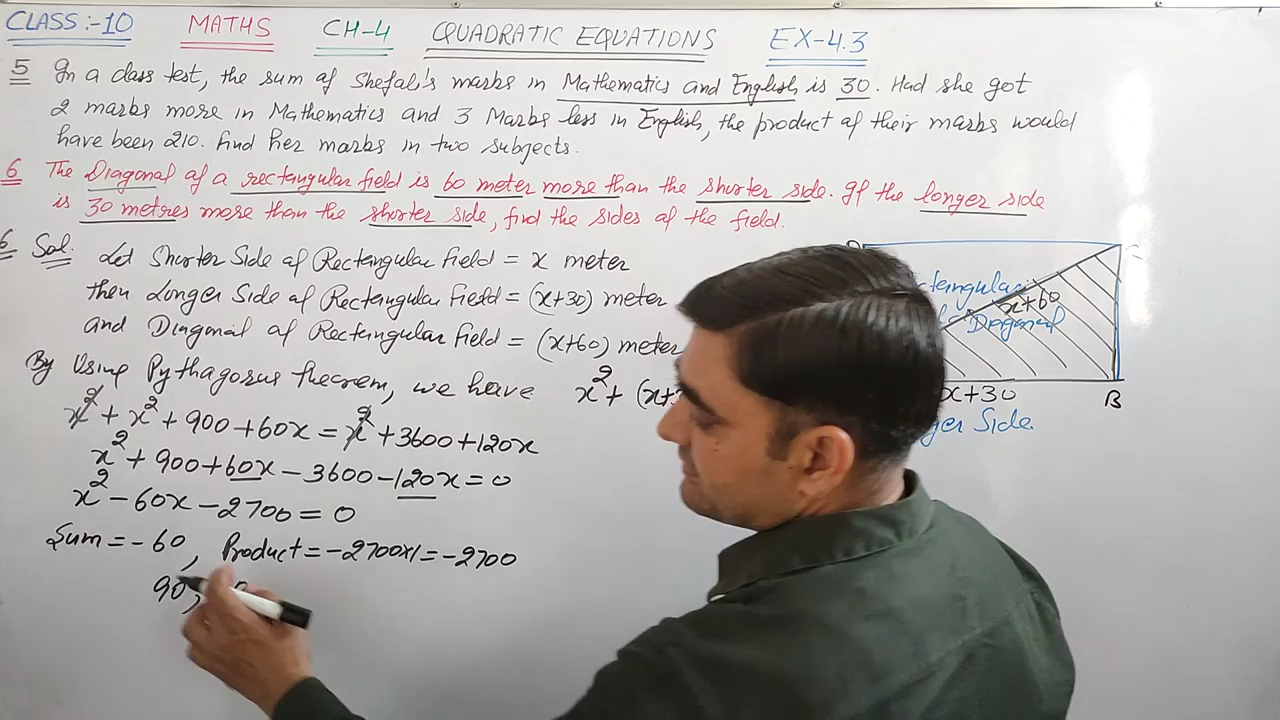 CLASS:-10 MATHS CH-4 QUADRATIC EQUATIONS EX-4.3
5 In a class test, the sum of Shefali's marks in Mathematics and English is 30. Had she got
2 marks more in Mathematics and 3 Marks less in English, the product of their marks would
have been 210. Find her marks in two subjects.
6 The Diagonal of a rectangular field is 60 meter more than the shorter side. If the longer side
is 30 metres more than the shorter side, find the sides of the field.
6 Sol. Let Shorter Side of Rectangular Field = x meter
then Longer Side of Rectangular Field = (x+30) meter
and Diagonal of Rectangular Field = (x+60) meter
By Using Pythagorus theorem, we have x² + (x+3
x² + x² + 900 + 60x = x² + 3600 + 120x
x² + 900 + 60x - 3600 - 120x = 0
x² - 60x - 2700 = 0
Sum = - 60, Product = -2700x1 = -2700
90,
x+60
Diagonal
x+30 B
Side.